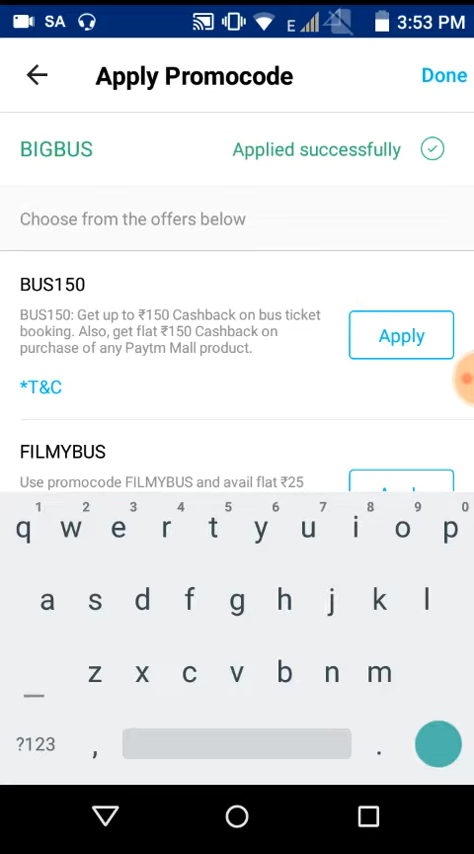 SA E 3:53 PM
Apply Promocode Done
BIGBUS Applied successfully
Choose from the offers below
BUS150
BUS150: Get up to ₹150 Cashback on bus ticket
booking. Also, get flat ₹150 Cashback on
purchase of any Paytm Mall product.
Apply
*T&C
FILMYBUS
Use promocode FILMYBUS and avail flat ₹25
1 2 3 4 5 6 7 8 9 0
q w e r t y u i o p
a s d f g h j k l
z x c v b n m
?123 , .